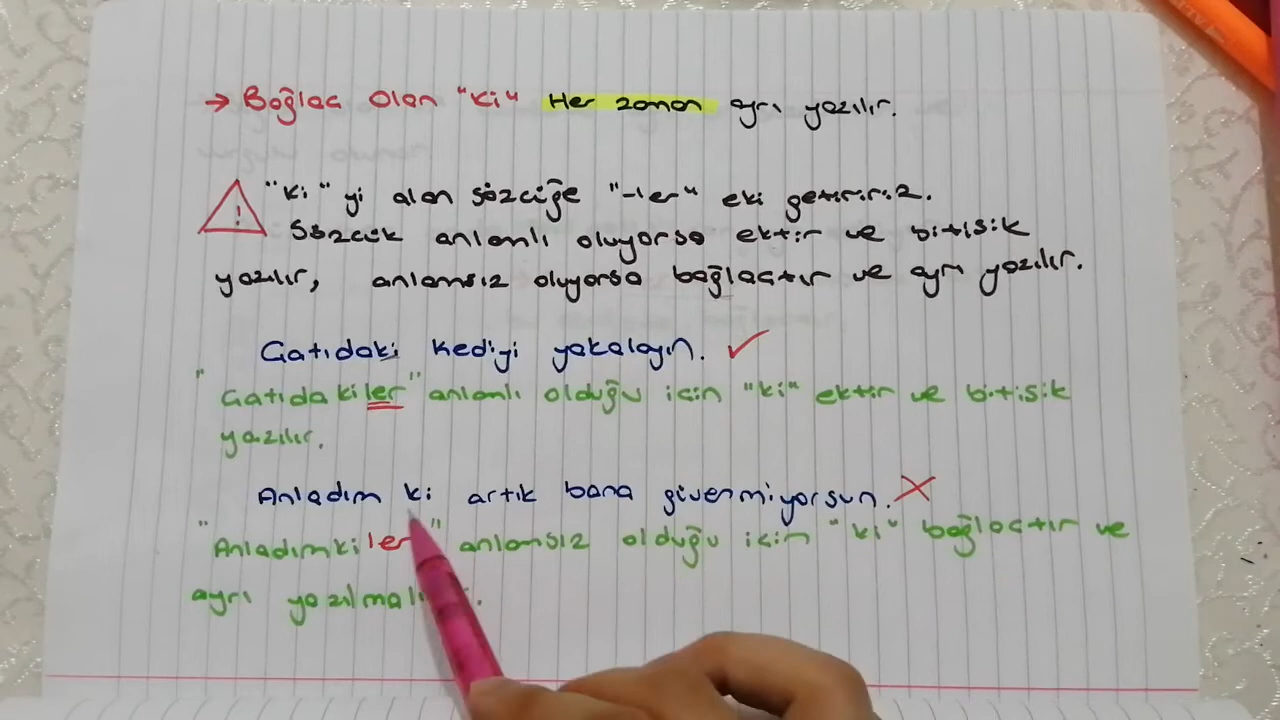 → Bağlaç olan "ki" Her zaman ayrı yazılır.
"Ki" yi alan sözcüğe "-ler" eki getiririz.
! Sözcük anlamlı oluyorsa ektir ve bitişik
yazılır, anlamsız oluyorsa bağlaçtır ve ayrı yazılır.
Çatıdaki kediyi yakalayın. ✓
"Çatıdakiler" anlamlı olduğu için "ki" ektir ve bitişik
yazılır.
Anladım ki artık bana güvenmiyorsun. X
"Anladımkiler" anlamsız olduğu için "ki" bağlaçtır ve
ayrı